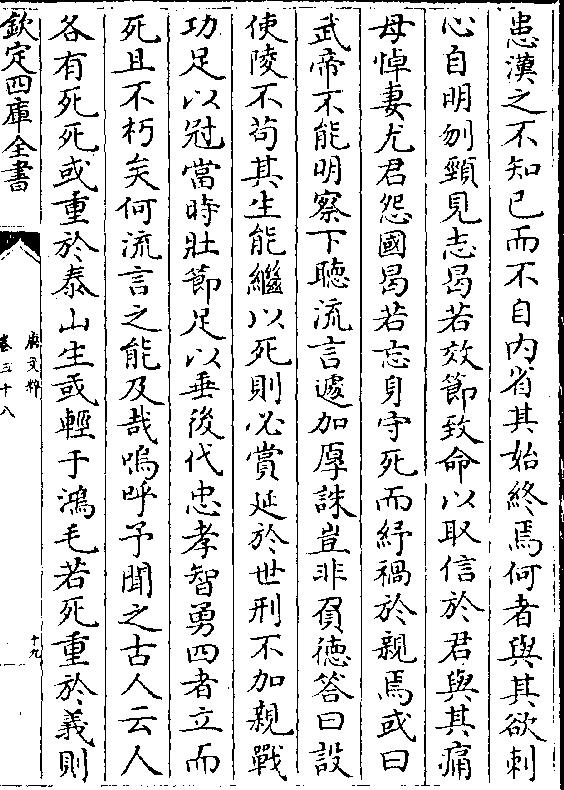 患漢之不知己而不自内省其始終焉何者與其欲刺
心自明刎頸見志曷若效節致命以取信於君與其痛
母悼妻尤君怨國曷若忘身守死而紓禍於親焉或曰
武帝不能明察下聽流言遽加厚誅豈非負徳答曰設
使陵不苟其生能繼以死則必賞延於世刑不加親戰
功足以冠當時壯節足以垂後代忠孝智勇四者立而
死且不朽矣何流言之能及哉嗚呼予聞之古人云人
各有死死或重於泰山生或輕于鴻毛若死重於義則
欽定四庫全書
唐文粹
卷五十八
十九